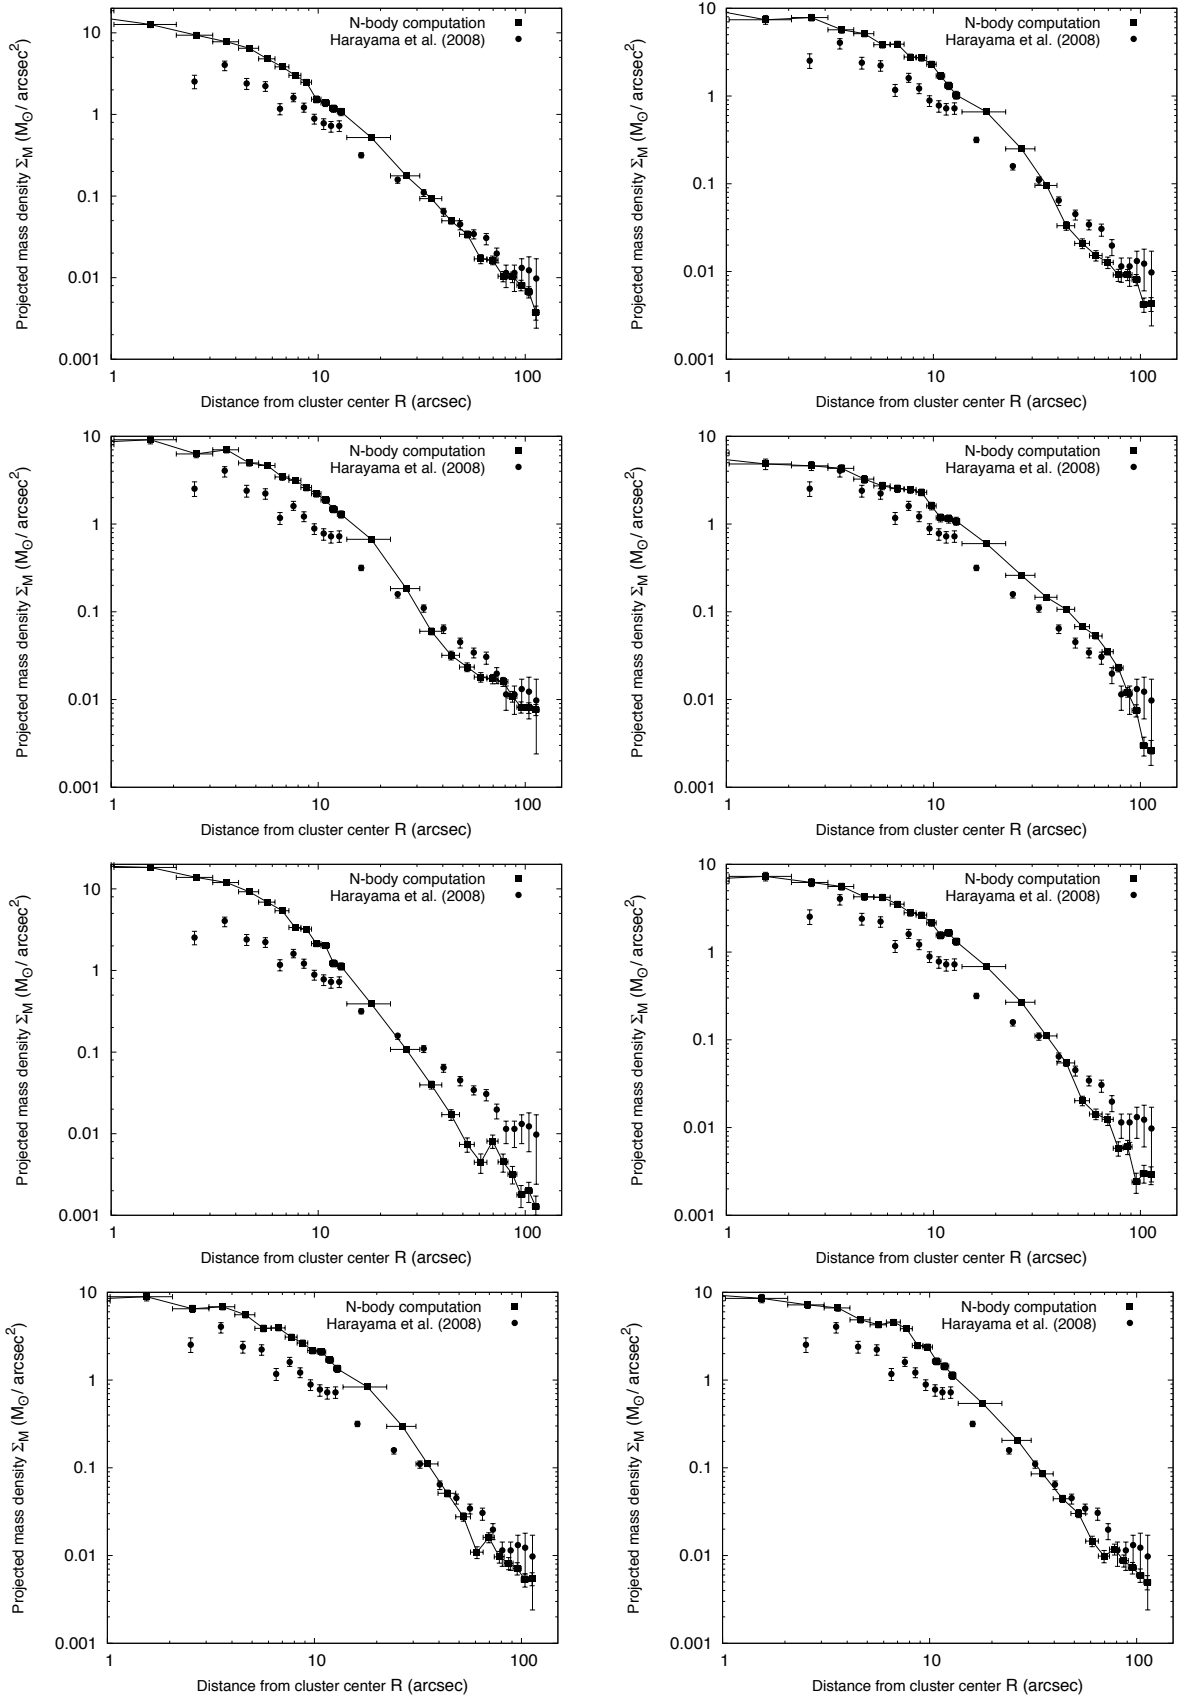 N-body computation
Harayama et al. (2008)
10
1
0.1
0.01
0.001
1 10 100
Projected mass density Σ_M (M_⊙/ arcsec²)
Distance from cluster center R (arcsec)
N-body computation
Harayama et al. (2008)
10
1
0.1
0.01
0.001
1 10 100
Projected mass density Σ_M (M_⊙/ arcsec²)
Distance from cluster center R (arcsec)
N-body computation
Harayama et al. (2008)
10
1
0.1
0.01
0.001
1 10 100
Projected mass density Σ_M (M_⊙/ arcsec²)
Distance from cluster center R (arcsec)
N-body computation
Harayama et al. (2008)
10
1
0.1
0.01
0.001
1 10 100
Projected mass density Σ_M (M_⊙/ arcsec²)
Distance from cluster center R (arcsec)
N-body computation
Harayama et al. (2008)
10
1
0.1
0.01
0.001
1 10 100
Projected mass density Σ_M (M_⊙/ arcsec²)
Distance from cluster center R (arcsec)
N-body computation
Harayama et al. (2008)
10
1
0.1
0.01
0.001
1 10 100
Projected mass density Σ_M (M_⊙/ arcsec²)
Distance from cluster center R (arcsec)
N-body computation
Harayama et al. (2008)
10
1
0.1
0.01
0.001
1 10 100
Projected mass density Σ_M (M_⊙/ arcsec²)
Distance from cluster center R (arcsec)
N-body computation
Harayama et al. (2008)
10
1
0.1
0.01
0.001
1 10 100
Projected mass density Σ_M (M_⊙/ arcsec²)
Distance from cluster center R (arcsec)